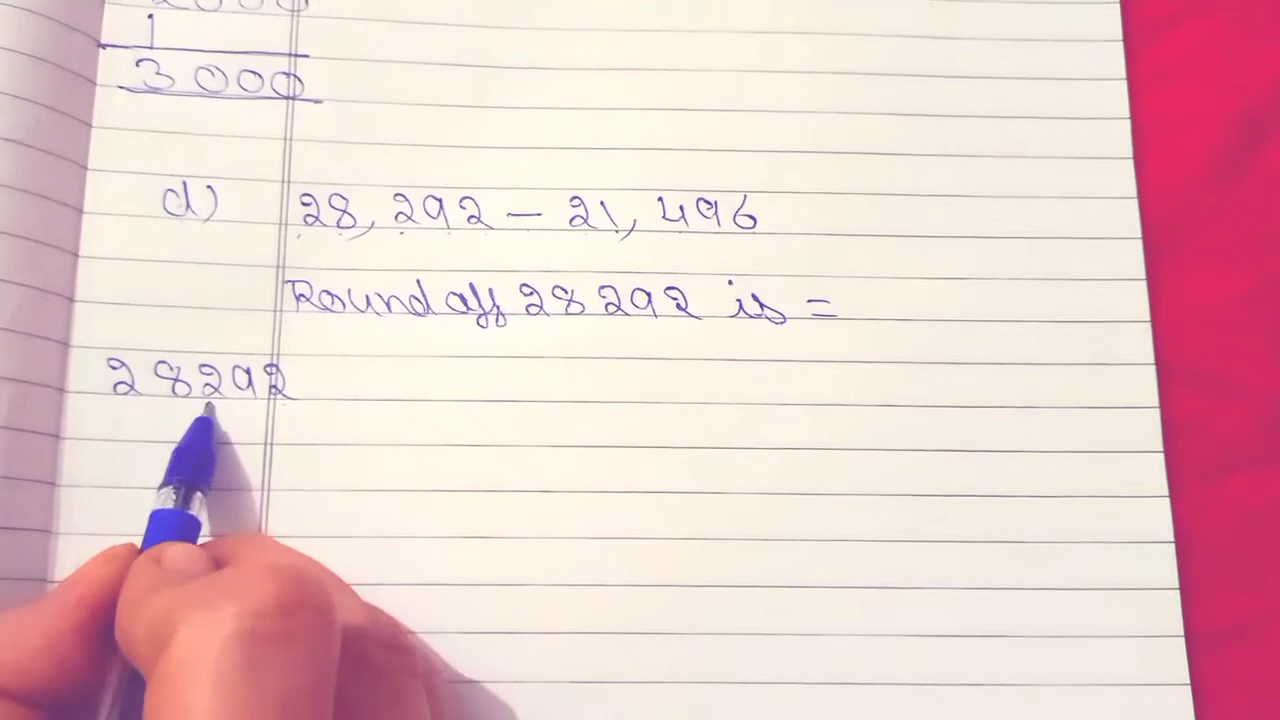 1
3000
d) 28,292 - 21,496
Round off 28292 is =
28292